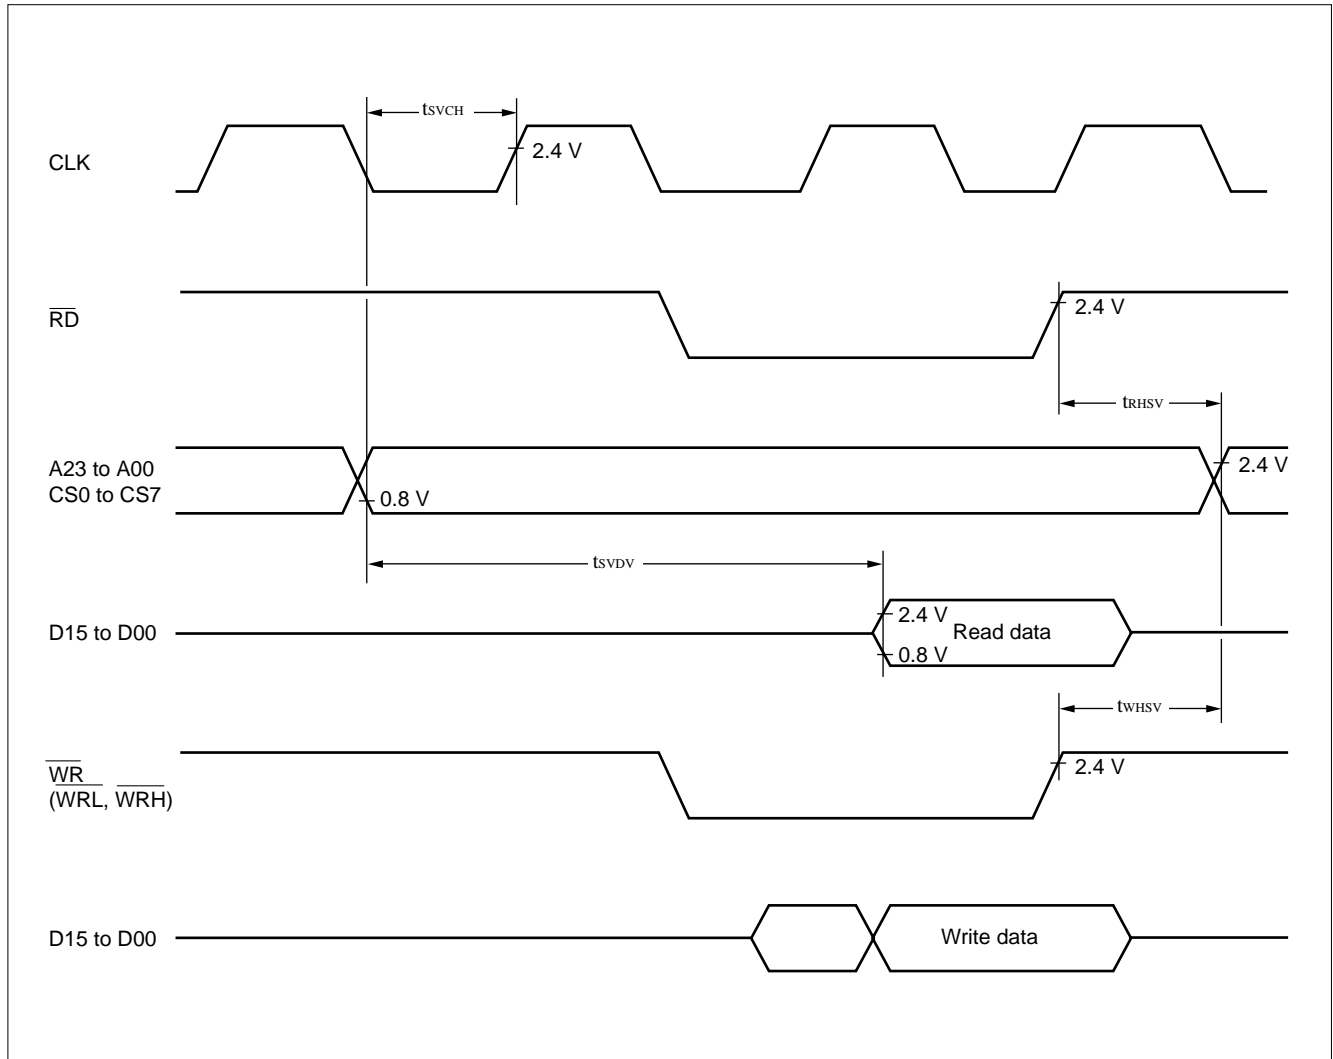 tSVCH
CLK
2.4 V
RD
2.4 V
tRHSV
A23 to A00
CS0 to CS7
2.4 V
0.8 V
tSVDV
D15 to D00
2.4 V
Read data
0.8 V
tWHSV
WR
(WRL, WRH)
2.4 V
D15 to D00
Write data